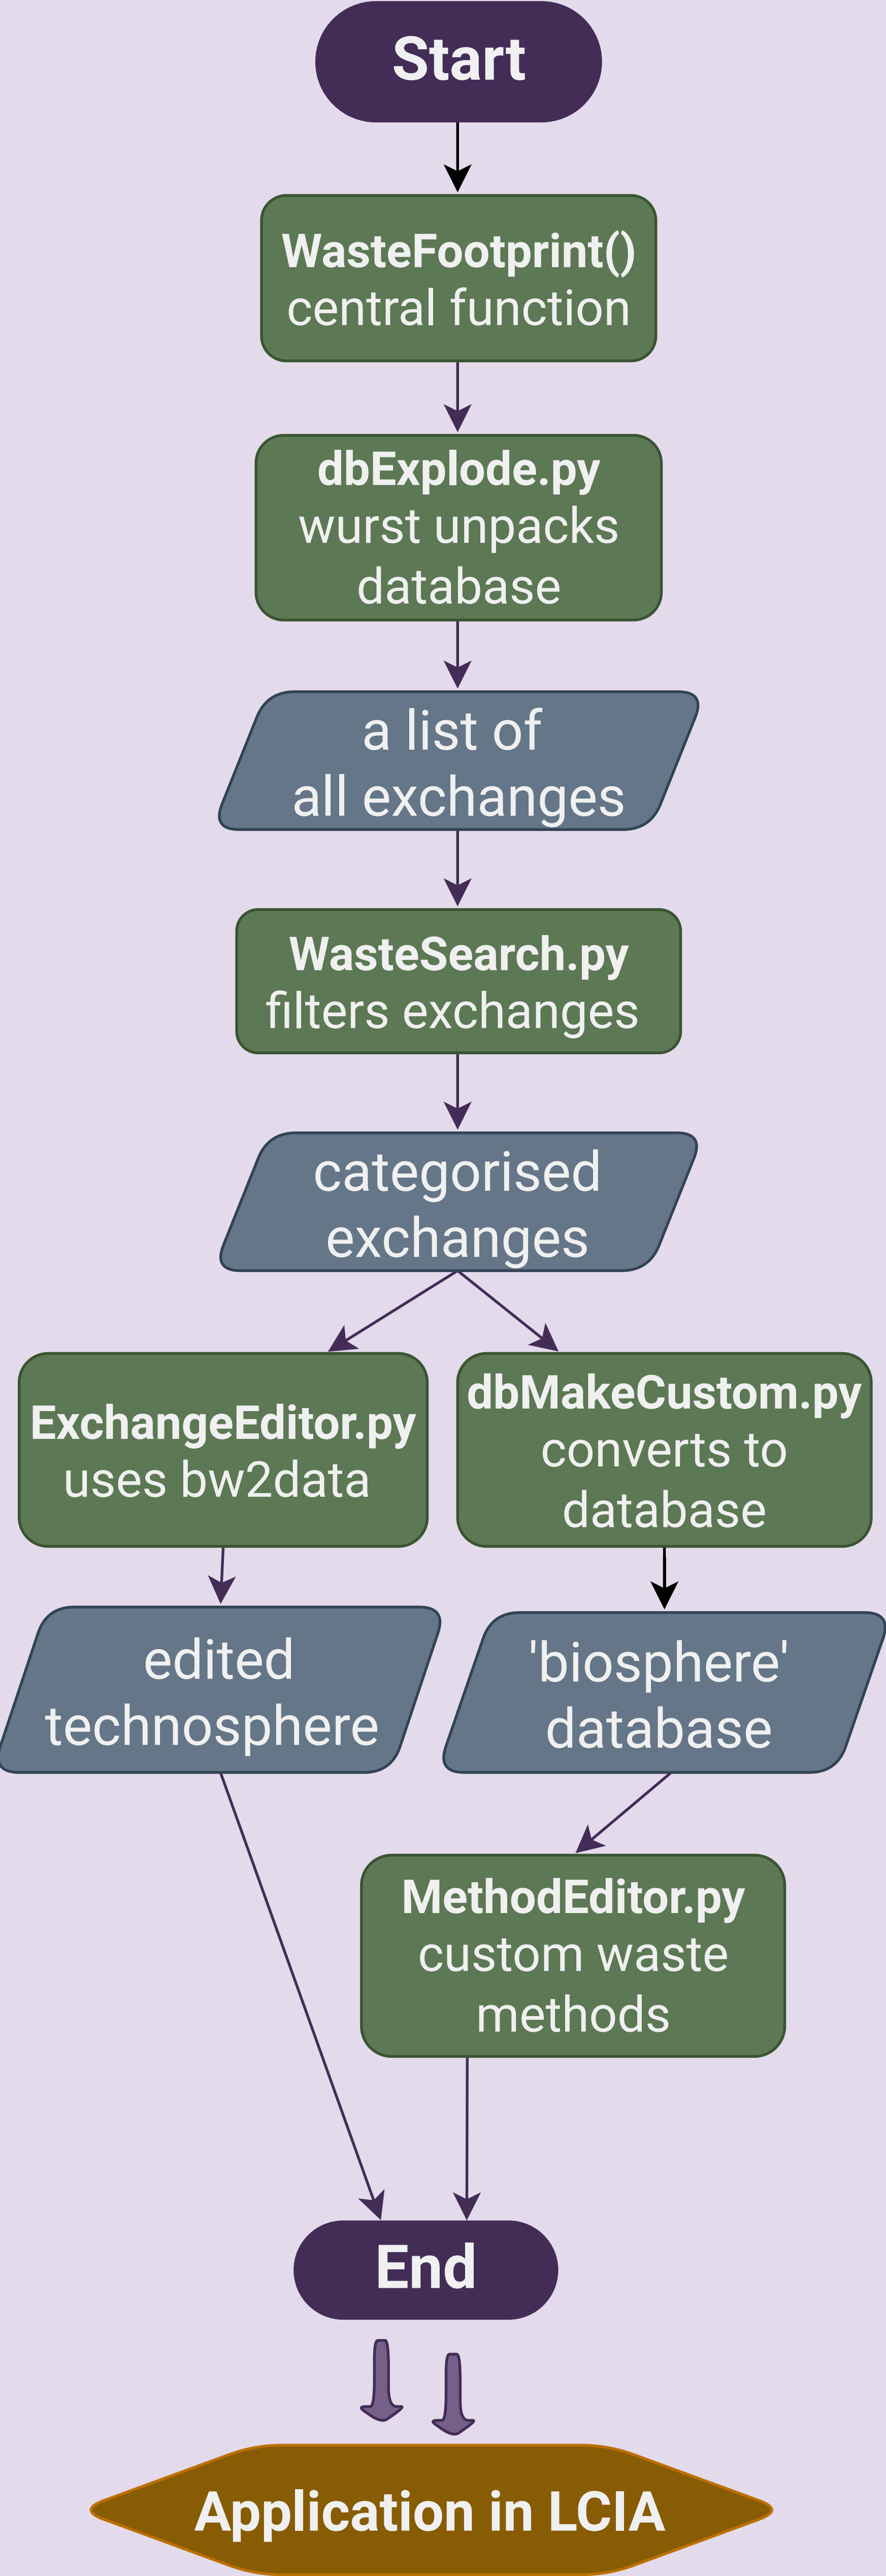 Start
WasteFootprint()
central function
dbExplode.py
wurst unpacks
database
a list of
all exchanges
WasteSearch.py
filters exchanges
categorised
exchanges
ExchangeEditor.py
uses bw2data
dbMakeCustom.py
converts to
database
edited
technosphere
'biosphere'
database
MethodEditor.py
custom waste
methods
End
Application in LCIA